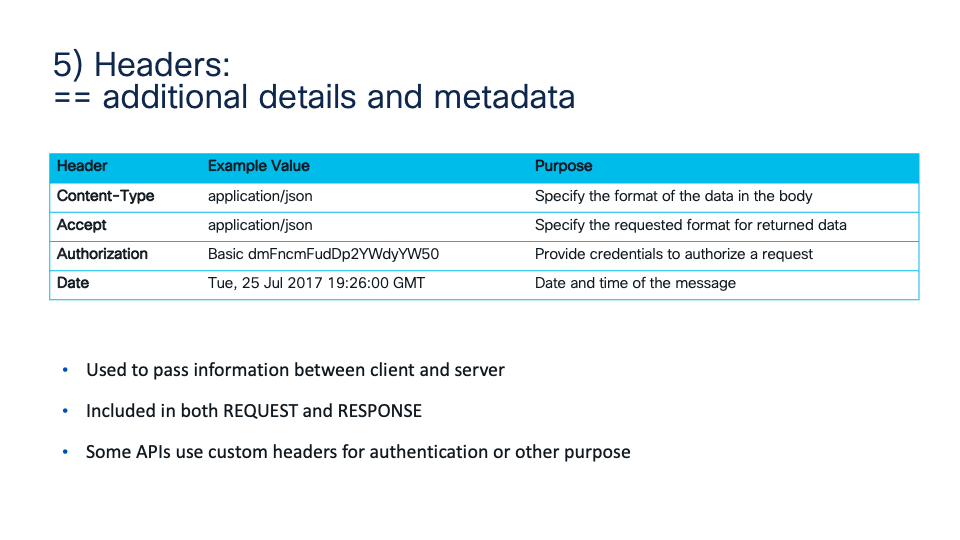 5) Headers:
== additional details and metadata
Header Example Value Purpose
Content-Type application/json Specify the format of the data in the body
Accept application/json Specify the requested format for returned data
Authorization Basic dmFncmFudDp2YWdyYW50 Provide credentials to authorize a request
Date Tue, 25 Jul 2017 19:26:00 GMT Date and time of the message
• Used to pass information between client and server
• Included in both REQUEST and RESPONSE
• Some APIs use custom headers for authentication or other purpose